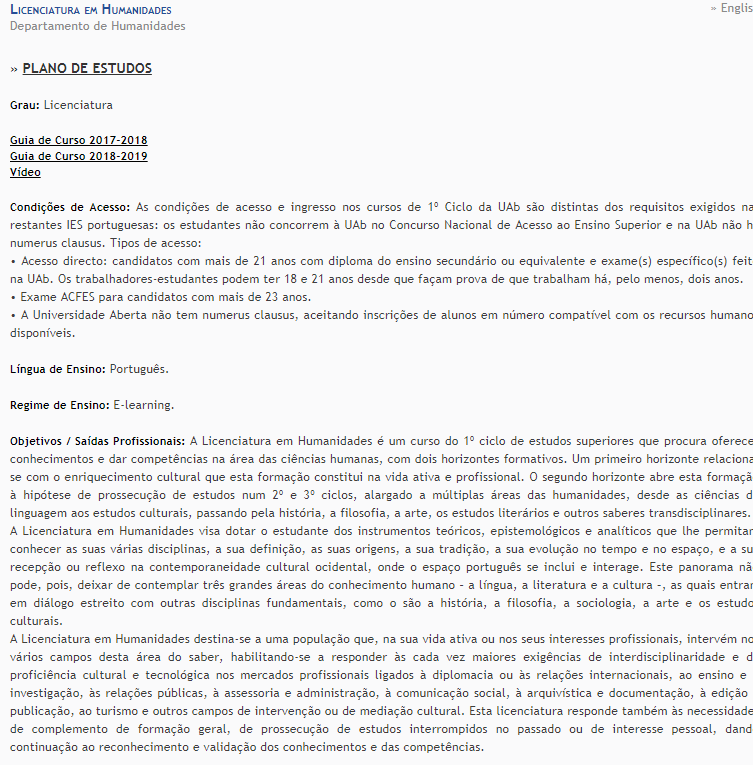 Licenciatura em Humanidades
» Englis
Departamento de Humanidades
» PLANO DE ESTUDOS
Grau: Licenciatura
Guia de Curso 2017-2018
Guia de Curso 2018-2019
Vídeo
Condições de Acesso: As condições de acesso e ingresso nos cursos de 1º Ciclo da UAb são distintas dos requisitos exigidos na
restantes IES portuguesas: os estudantes não concorrem à UAb no Concurso Nacional de Acesso ao Ensino Superior e na UAb não h
numerus clausus. Tipos de acesso:
• Acesso directo: candidatos com mais de 21 anos com diploma do ensino secundário ou equivalente e exame(s) específico(s) feit
na UAb. Os trabalhadores-estudantes podem ter 18 e 21 anos desde que façam prova de que trabalham há, pelo menos, dois anos.
• Exame ACFES para candidatos com mais de 23 anos.
• A Universidade Aberta não tem numerus clausus, aceitando inscrições de alunos em número compatível com os recursos humano
disponíveis.
Língua de Ensino: Português.
Regime de Ensino: E-learning.
Objetivos / Saídas Profissionais: A Licenciatura em Humanidades é um curso do 1º ciclo de estudos superiores que procura oferece
conhecimentos e dar competências na área das ciências humanas, com dois horizontes formativos. Um primeiro horizonte relaciona
se com o enriquecimento cultural que esta formação constitui na vida ativa e profissional. O segundo horizonte abre esta formaçã
à hipótese de prossecução de estudos num 2º e 3º ciclos, alargado a múltiplas áreas das humanidades, desde as ciências d
linguagem aos estudos culturais, passando pela história, a filosofia, a arte, os estudos literários e outros saberes transdisciplinares.
A Licenciatura em Humanidades visa dotar o estudante dos instrumentos teóricos, epistemológicos e analíticos que lhe permitar
conhecer as suas várias disciplinas, a sua definição, as suas origens, a sua tradição, a sua evolução no tempo e no espaço, e a su
recepção ou reflexo na contemporaneidade cultural ocidental, onde o espaço português se inclui e interage. Este panorama nã
pode, pois, deixar de contemplar três grandes áreas do conhecimento humano – a língua, a literatura e a cultura –, as quais entrar
em diálogo estreito com outras disciplinas fundamentais, como o são a história, a filosofia, a sociologia, a arte e os estudo
culturais.
A Licenciatura em Humanidades destina-se a uma população que, na sua vida ativa ou nos seus interesses profissionais, intervém no
vários campos desta área do saber, habilitando-se a responder às cada vez maiores exigências de interdisciplinaridade e d
proficiência cultural e tecnológica nos mercados profissionais ligados à diplomacia ou às relações internacionais, ao ensino e
investigação, às relações públicas, à assessoria e administração, à comunicação social, à arquivística e documentação, à edição
publicação, ao turismo e outros campos de intervenção ou de mediação cultural. Esta licenciatura responde também às necessidade
de complemento de formação geral, de prossecução de estudos interrompidos no passado ou de interesse pessoal, dand
continuação ao reconhecimento e validação dos conhecimentos e das competências.